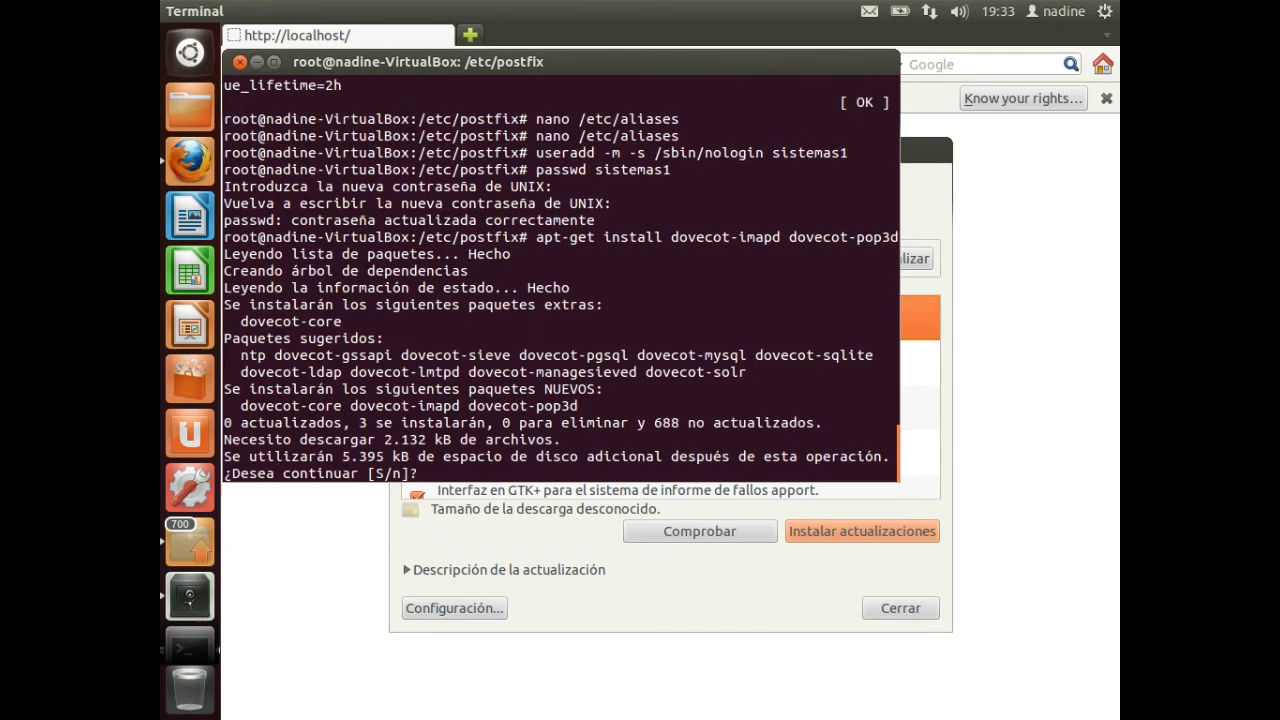 Terminal
19:33
nadine
http://localhost/
root@nadine-VirtualBox: /etc/postfix
Google
Know your rights...
ue_lifetime=2h
[ OK ]
root@nadine-VirtualBox:/etc/postfix# nano /etc/aliases
root@nadine-VirtualBox:/etc/postfix# nano /etc/aliases
root@nadine-VirtualBox:/etc/postfix# useradd -m -s /sbin/nologin sistemas1
root@nadine-VirtualBox:/etc/postfix# passwd sistemas1
Introduzca la nueva contraseña de UNIX:
Vuelva a escribir la nueva contraseña de UNIX:
passwd: contraseña actualizada correctamente
root@nadine-VirtualBox:/etc/postfix# apt-get install dovecot-imapd dovecot-pop3d
Leyendo lista de paquetes... Hecho
Creando árbol de dependencias
Leyendo la información de estado... Hecho
Se instalarán los siguientes paquetes extras:
dovecot-core
Paquetes sugeridos:
ntp dovecot-gssapi dovecot-sieve dovecot-pgsql dovecot-mysql dovecot-sqlite
dovecot-ldap dovecot-lmtpd dovecot-managesieved dovecot-solr
Se instalarán los siguientes paquetes NUEVOS:
dovecot-core dovecot-imapd dovecot-pop3d
0 actualizados, 3 se instalarán, 0 para eliminar y 688 no actualizados.
Necesito descargar 2.132 kB de archivos.
Se utilizarán 5.395 kB de espacio de disco adicional después de esta operación.
¿Desea continuar [S/n]?
lizar
Interfaz en GTK+ para el sistema de informe de fallos apport.
Tamaño de la descarga desconocido.
Comprobar
Instalar actualizaciones
Descripción de la actualización
Configuración...
Cerrar
700